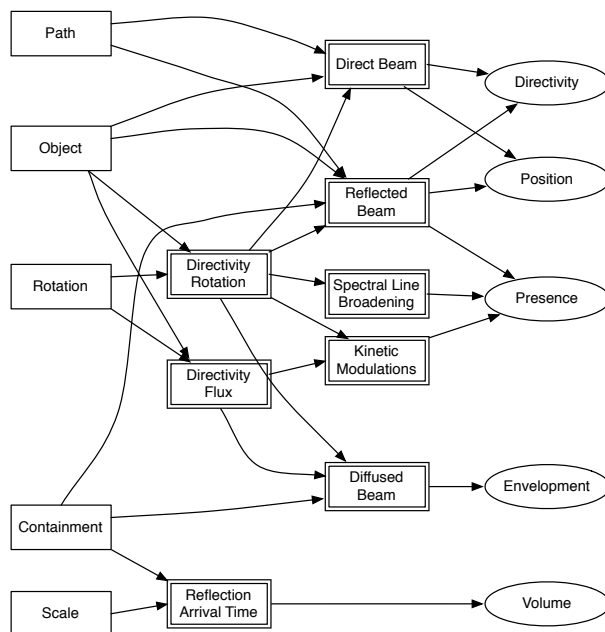 Path
Direct Beam
Directivity
Object
Reflected
Beam
Position
Rotation
Directivity
Rotation
Spectral Line
Broadening
Presence
Directivity
Flux
Kinetic
Modulations
Containment
Diffused
Beam
Envelopment
Scale
Reflection
Arrival Time
Volume